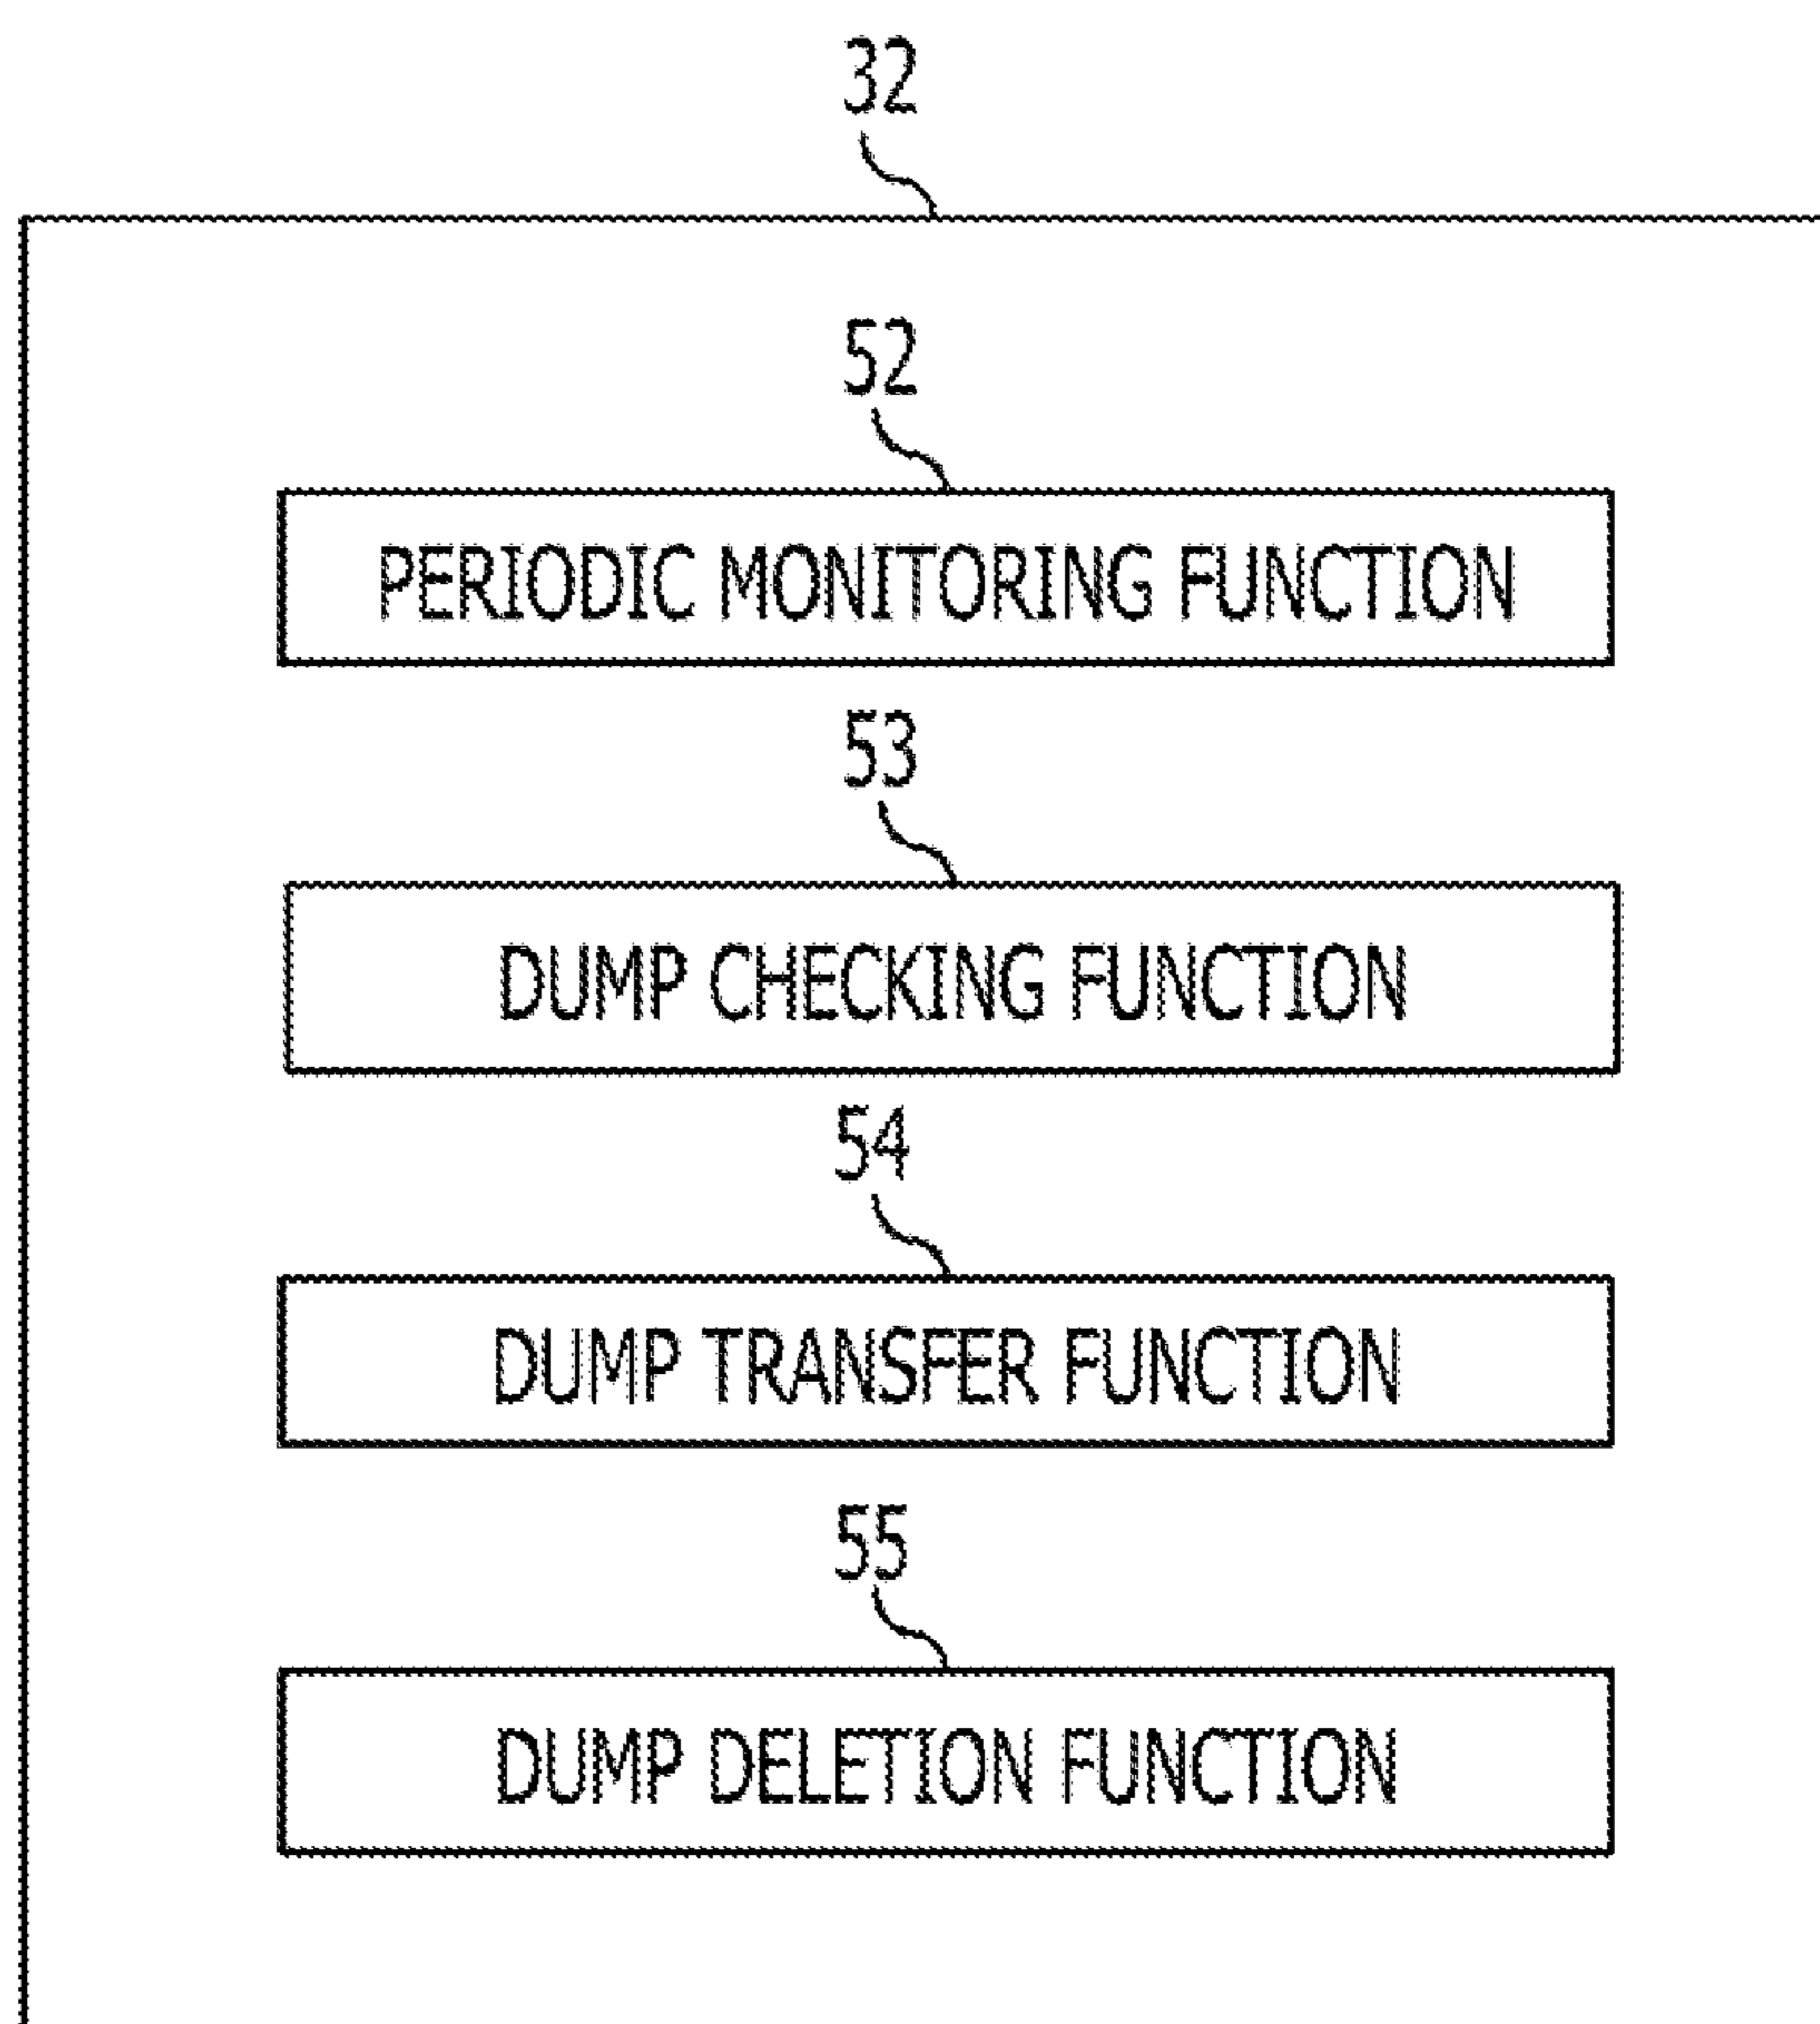 32
52
PERIODIC MONITORING FUNCTION
53
DUMP CHECKING FUNCTION
54
DUMP TRANSFER FUNCTION
55
DUMP DELETION FUNCTION